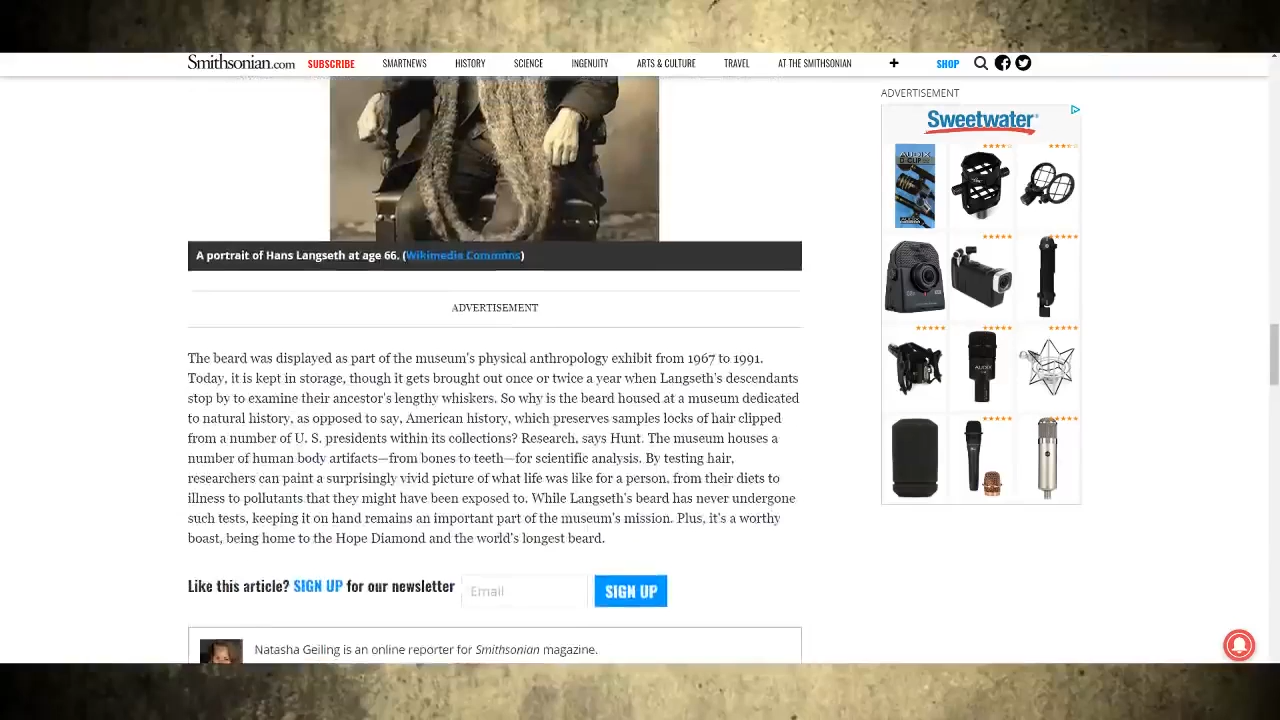 Smithsonian.com SUBSCRIBE SMARTNEWS HISTORY SCIENCE INGENUITY ARTS & CULTURE TRAVEL AT THE SMITHSONIAN + SHOP
ADVERTISEMENT
Sweetwater
AUDIX
D-CLIP
AUDIX
A portrait of Hans Langseth at age 66. (Wikimedia Commons)
ADVERTISEMENT
The beard was displayed as part of the museum's physical anthropology exhibit from 1967 to 1991.
Today, it is kept in storage, though it gets brought out once or twice a year when Langseth's descendants
stop by to examine their ancestor's lengthy whiskers. So why is the beard housed at a museum dedicated
to natural history, as opposed to say, American history, which preserves samples locks of hair clipped
from a number of U. S. presidents within its collections? Research, says Hunt. The museum houses a
number of human body artifacts—from bones to teeth—for scientific analysis. By testing hair,
researchers can paint a surprisingly vivid picture of what life was like for a person, from their diets to
illness to pollutants that they might have been exposed to. While Langseth's beard has never undergone
such tests, keeping it on hand remains an important part of the museum's mission. Plus, it's a worthy
boast, being home to the Hope Diamond and the world's longest beard.
Like this article? SIGN UP for our newsletter Email SIGN UP
Natasha Geiling is an online reporter for Smithsonian magazine.